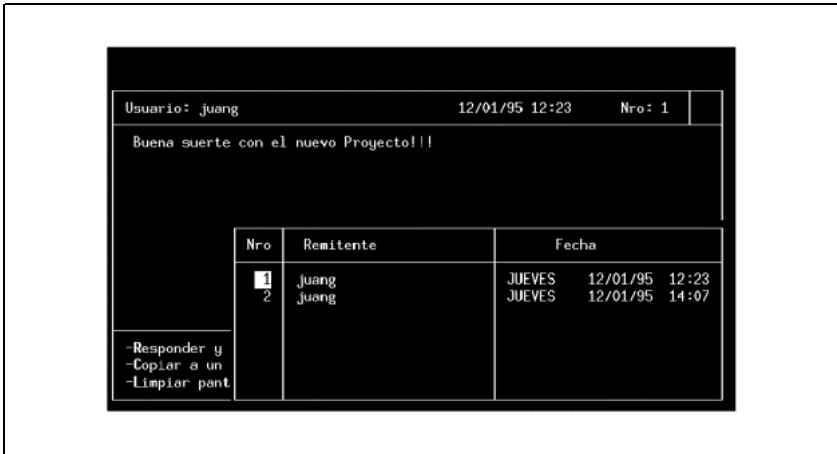 Usuario: juang 12/01/95 12:23 Nro: 1
Buena suerte con el nuevo Proyecto!!!
Nro Remitente Fecha
1 juang JUEVES 12/01/95 12:23
2 juang JUEVES 12/01/95 14:07
-Responder y
-Copiar a un
-Limpiar pant